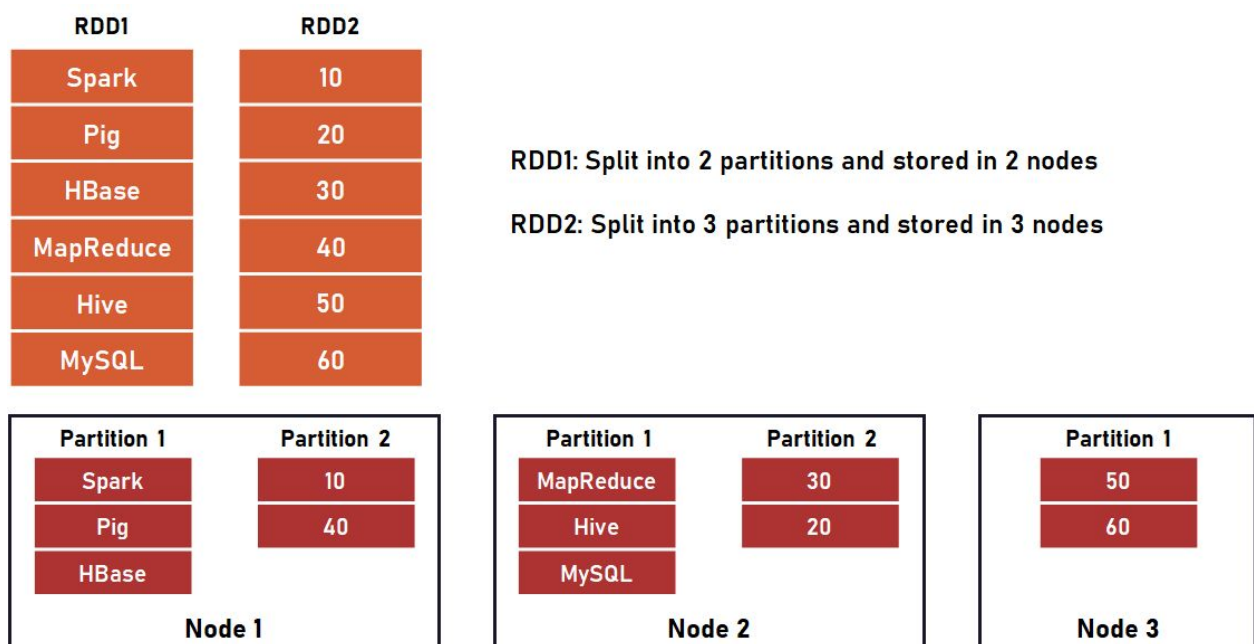 RDD1
RDD2
Spark
10
Pig
20
HBase
30
MapReduce
40
Hive
50
MySQL
60
RDD1: Split into 2 partitions and stored in 2 nodes
RDD2: Split into 3 partitions and stored in 3 nodes
Partition 1
Partition 2
Spark
10
Pig
40
HBase
Node 1
Partition 1
Partition 2
MapReduce
30
Hive
20
MySQL
Node 2
Partition 1
50
60
Node 3